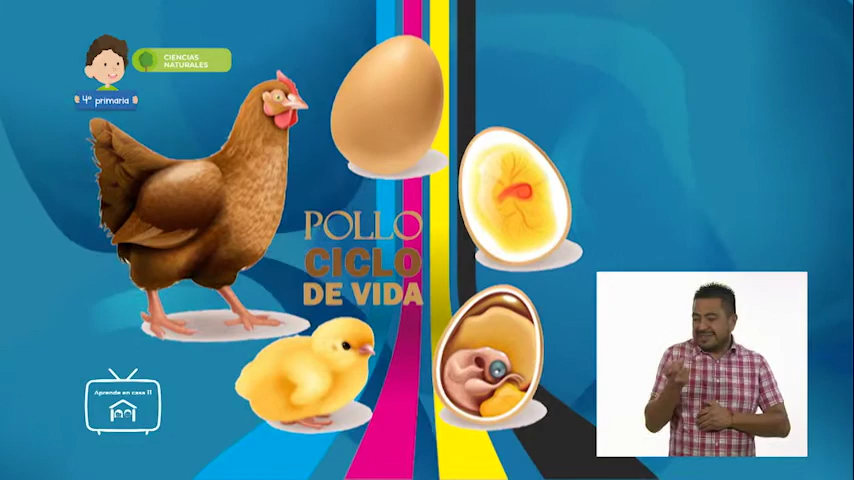 CIENCIAS
NATURALES
4º primaria
POLLO
CICLO
DE VIDA
Aprende en casa II